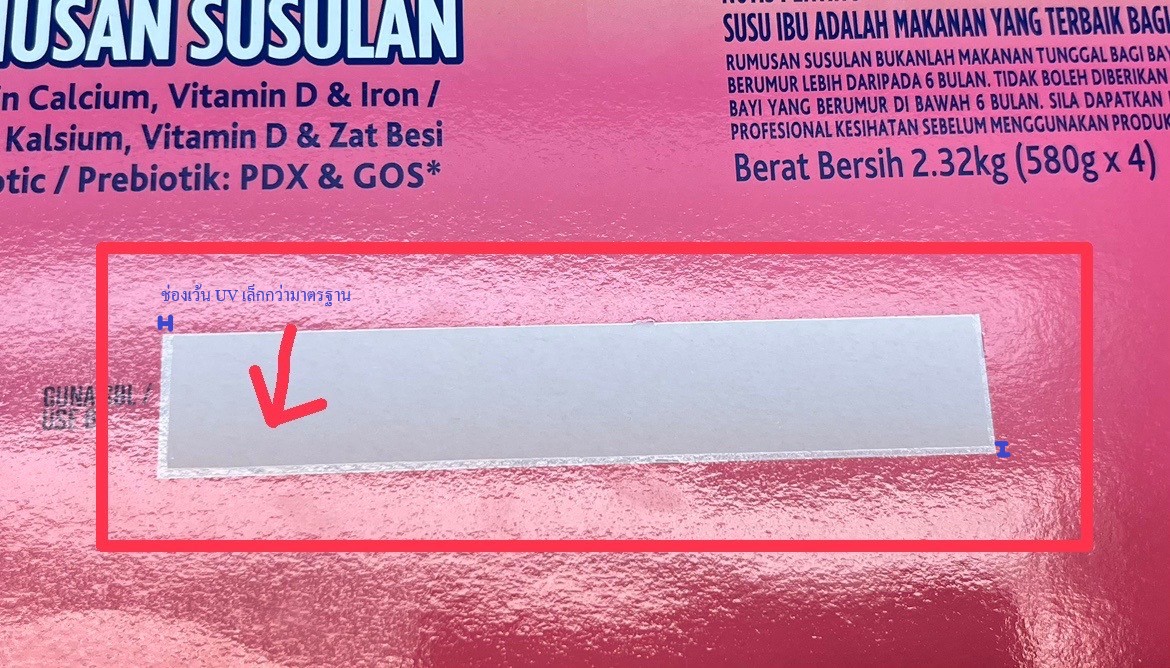 MUSAN SUSULAN
n Calcium, Vitamin D & Iron /
Kalsium, Vitamin D & Zat Besi
otic / Prebiotik: PDX & GOS*
SUSU IBU ADALAH MAKANAN YANG TERBAIK BAGI
RUMUSAN SUSULAN BUKANLAH MAKANAN TUNGGAL BAGI BAY
BERUMUR LEBIH DARIPADA 6 BULAN. TIDAK BOLEH DIBERIKAN
BAYI YANG BERUMUR DI BAWAH 6 BULAN. SILA DAPATKAN
PROFESIONAL KESIHATAN SEBELUM MENGGUNAKAN PRODUK
Berat Bersih 2.32kg (580g x 4)
ช่องเว้น UV เล็กกว่ามาตรฐาน
GUNA /
USE